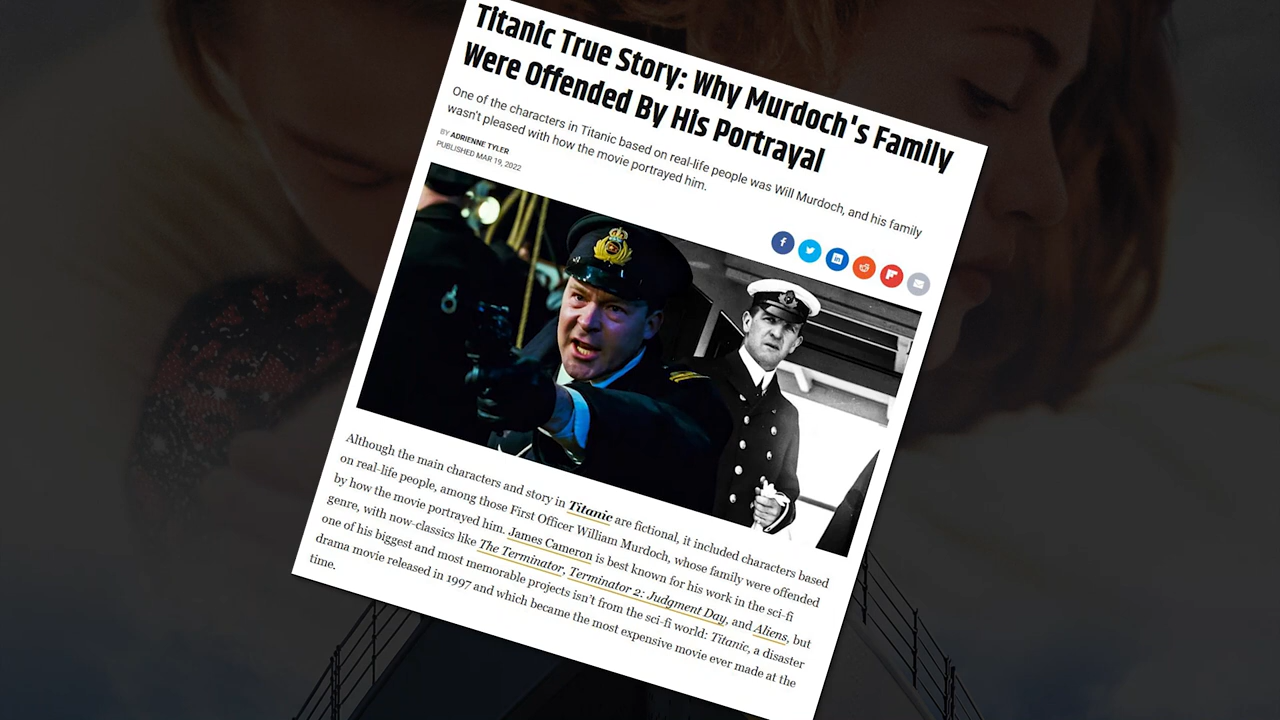 Titanic True Story: Why Murdoch's Family
Were Offended By His Portrayal
One of the characters in Titanic based on real-life people was Will Murdoch, and his family
wasn't pleased with how the movie portrayed him.
BY ADRIENNE TYLER
PUBLISHED MAR 19, 2022
Although the main characters and story in Titanic are fictional, it included characters based
on real-life people, among those First Officer William Murdoch, whose family were offended
by how the movie portrayed him. James Cameron is best known for his work in the sci-fi
genre, with now-classics like The Terminator, Terminator 2: Judgment Day, and Aliens, but
one of his biggest and most memorable projects isn't from the sci-fi world: Titanic, a disaster
drama movie released in 1997 and which became the most expensive movie ever made at the
time.